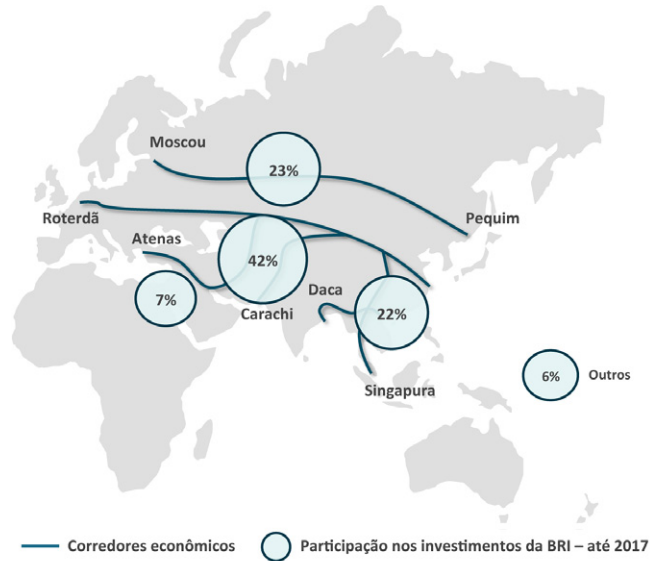 Moscou
23%
Roterdã
Pequim
Atenas
42%
7%
Daca
Carachi
22%
Singapura
6%
Outros
Corredores econômicos
Participação nos investimentos da BRI – até 2017